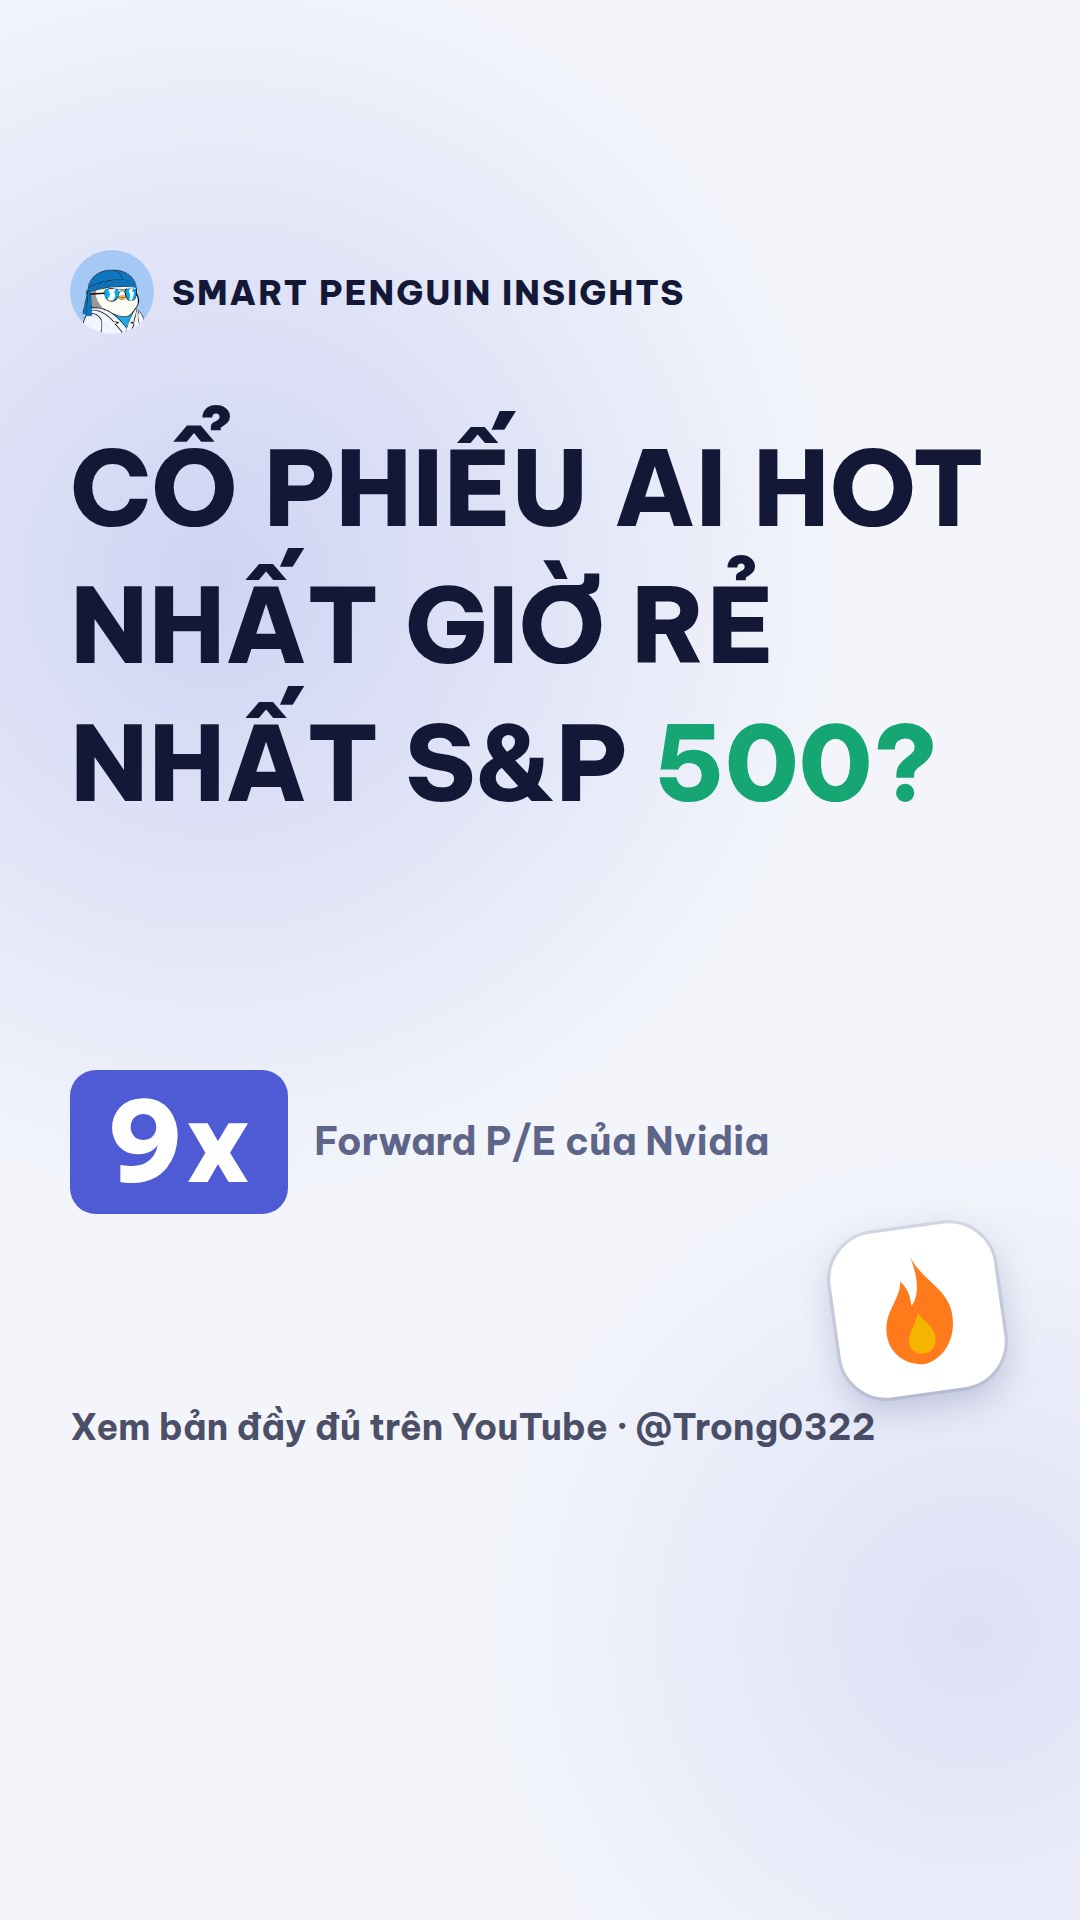 SMART PENGUIN INSIGHTS
CỔ PHIẾU AI HOT
NHẤT GIỜ RẺ
NHẤT S&P 500?
9x
Forward P/E của Nvidia
Xem bản đầy đủ trên YouTube · @Trong0322